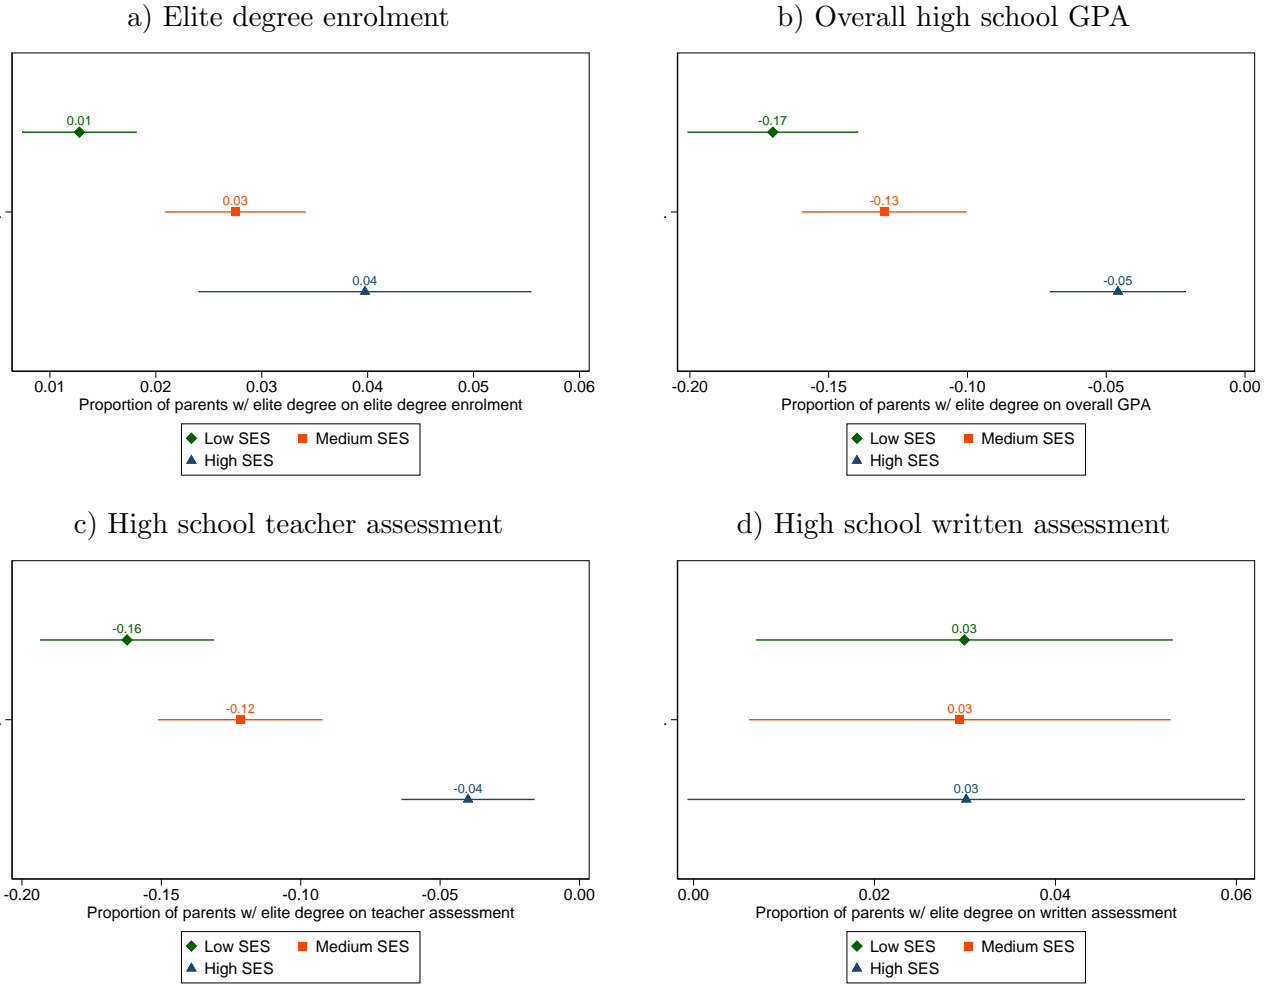 a) Elite degree enrolment
0.01
0.03
0.04
0.01 0.02 0.03 0.04 0.05 0.06
Proportion of parents w/ elite degree on elite degree enrolment
Low SES Medium SES
High SES
b) Overall high school GPA
-0.17
-0.13
-0.05
-0.20 -0.15 -0.10 -0.05 0.00
Proportion of parents w/ elite degree on overall GPA
Low SES Medium SES
High SES
c) High school teacher assessment
-0.16
-0.12
-0.04
-0.20 -0.15 -0.10 -0.05 0.00
Proportion of parents w/ elite degree on teacher assessment
Low SES Medium SES
High SES
d) High school written assessment
0.03
0.03
0.03
0.00 0.02 0.04 0.06
Proportion of parents w/ elite degree on written assessment
Low SES Medium SES
High SES